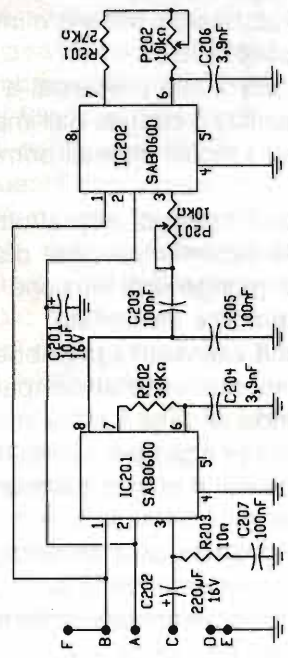 R201
27KΩ
P202
10KΩ
C206
3,9nF
8
7
6
IC202
SAB0600
5
4
1
2
3
P201
10KΩ
C201
10µF
16V
+
C203
100nF
C205
100nF
R202
33KΩ
C204
3,9nF
8
7
6
IC201
SAB0600
5
4
1
2
3
R203
10Ω
C207
100nF
C202
+
220µF
16V
F
B
A
C
D
E